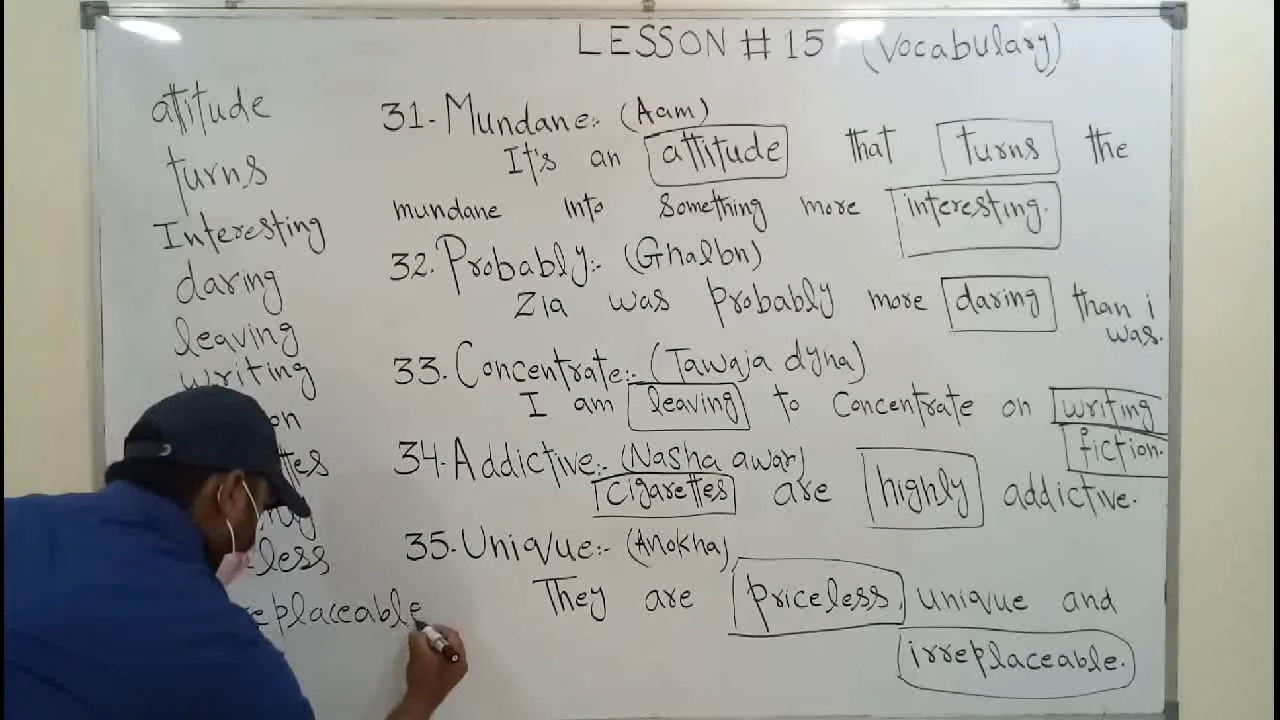 LESSON # 15 (Vocabulary)
attitude
turns
Interesting
daring
leaving
writing
31. Mundane:- (Aam)
It's an attitude that turns the
mundane into something more interesting.
32. Probably:- (Ghalbn)
Zia was probably more daring than i
was.
33. Concentrate:- (Tawaja dyna)
I am leaving to Concentrate on writing
fiction.
34. Addictive:- (Nasha awar)
Cigarettes are highly addictive.
35. Unique:- (Anokha)
They are priceless, unique and
irreplaceable.